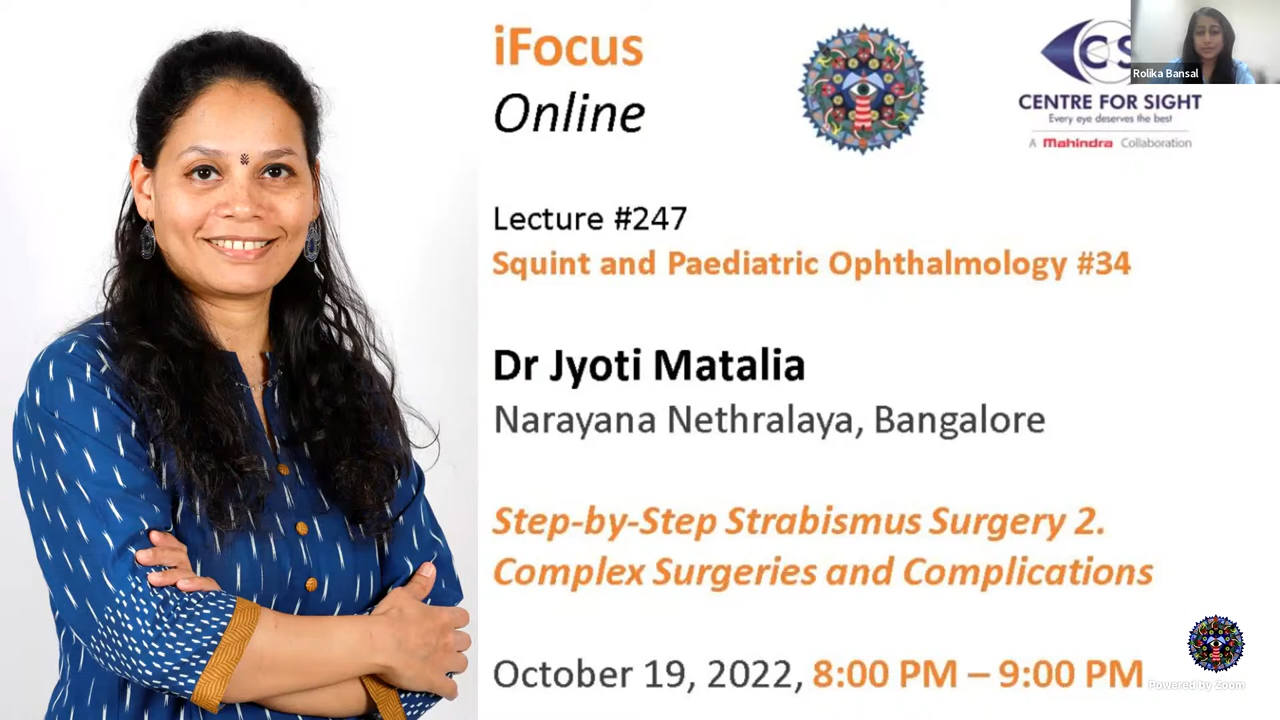 iFocus
Online
CS
CENTRE FOR SIGHT
Every eye deserves the best
A Mahindra Collaboration
Rolika Bansal
Lecture #247
Squint and Paediatric Ophthalmology #34
Dr Jyoti Matalia
Narayana Nethralaya, Bangalore
Step-by-Step Strabismus Surgery 2.
Complex Surgeries and Complications
October 19, 2022, 8:00 PM – 9:00 PM
Powered by Zoom